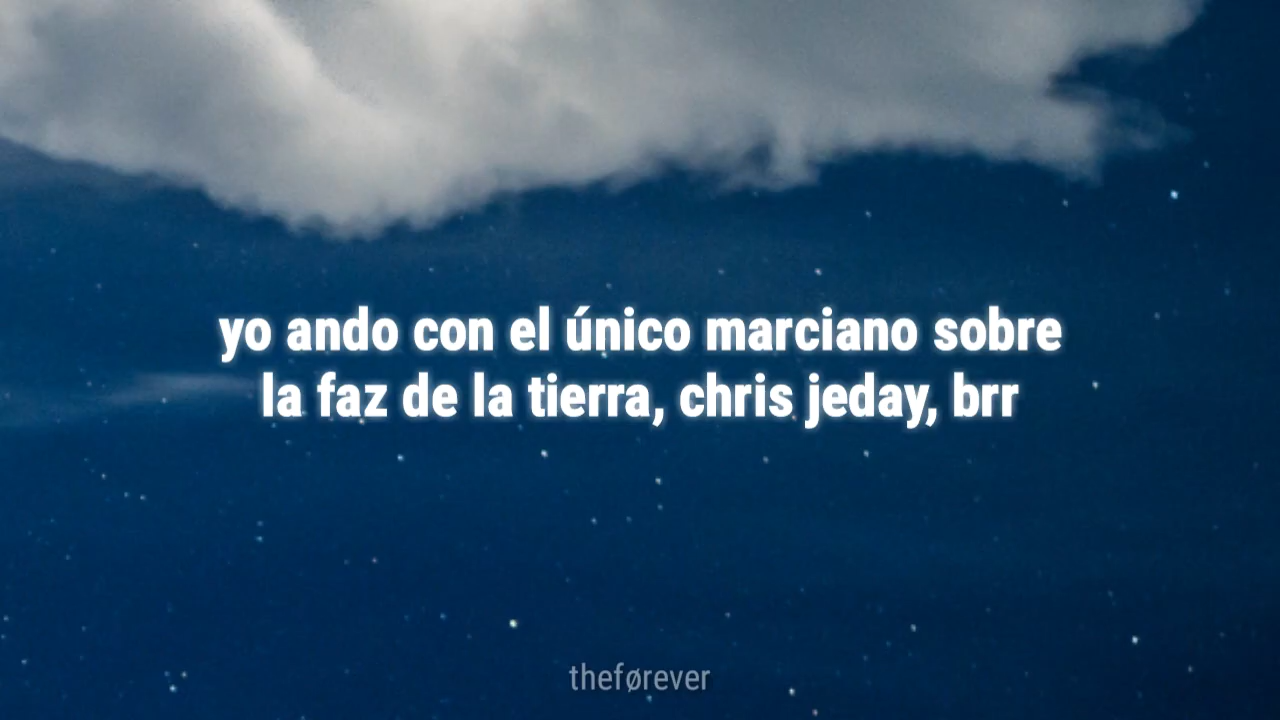 yo ando con el único marciano sobre
la faz de la tierra, chris jeday, brr
theførever